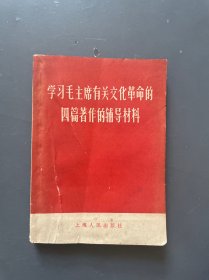 学习毛主席有关文化革命的
四篇著作的辅导材料
上海人民出版社